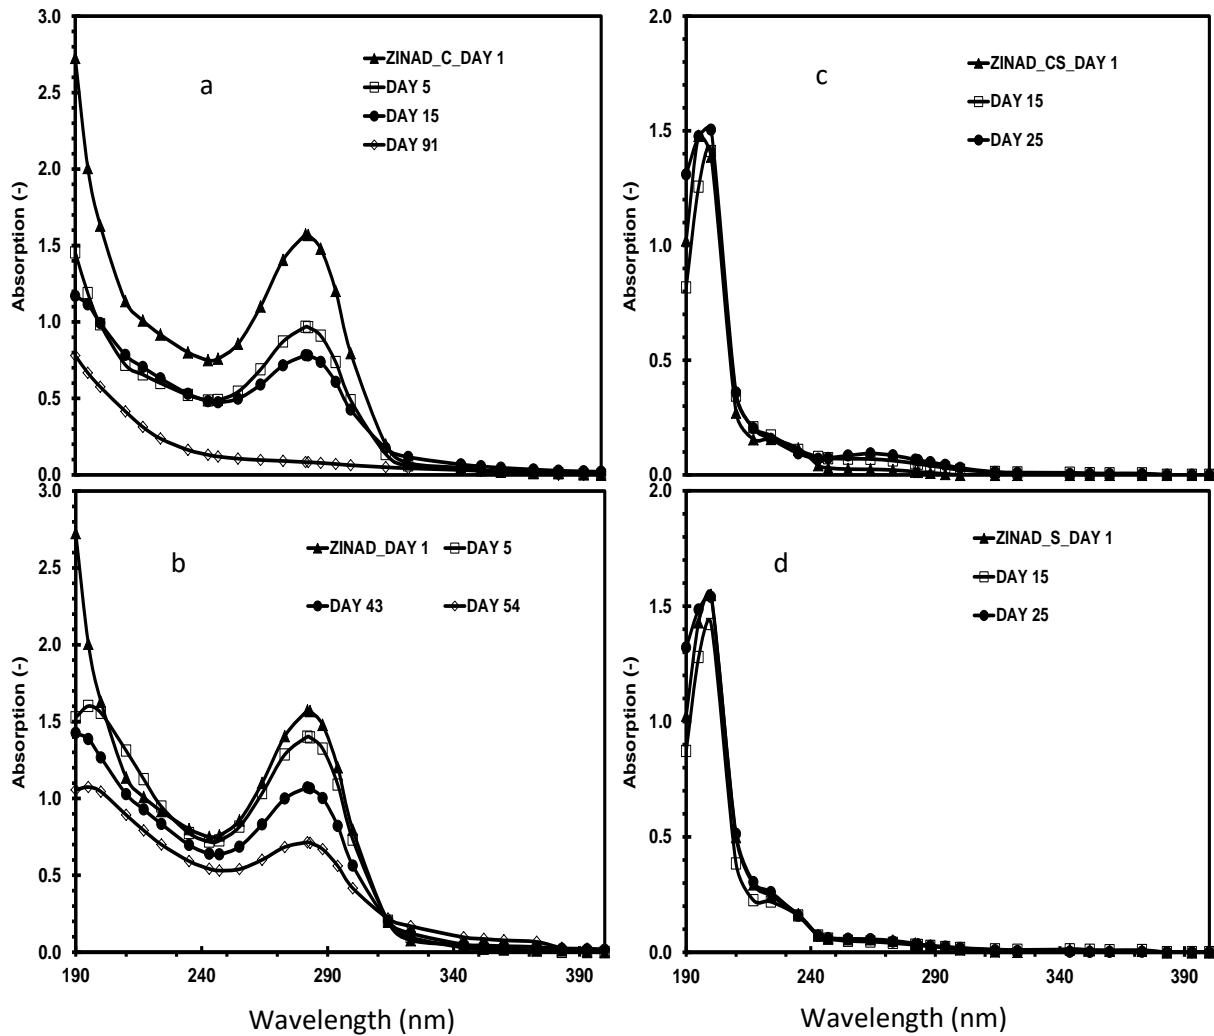 3.0
2.5
2.0
1.5
1.0
0.5
0.0
Absorption (-)
a
ZINAD_C_DAY 1
DAY 5
DAY 15
DAY 91
2.0
1.5
1.0
0.5
0.0
Absorption (-)
c
ZINAD_CS_DAY 1
DAY 15
DAY 25
3.0
2.5
2.0
1.5
1.0
0.5
0.0
Absorption (-)
b
ZINAD_DAY 1 DAY 5
DAY 43 DAY 54
190 240 290 340 390
Wavelength (nm)
2.0
1.5
1.0
0.5
0.0
Absorption (-)
d
ZINAD_S_DAY 1
DAY 15
DAY 25
190 240 290 340 390
Wavelength (nm)